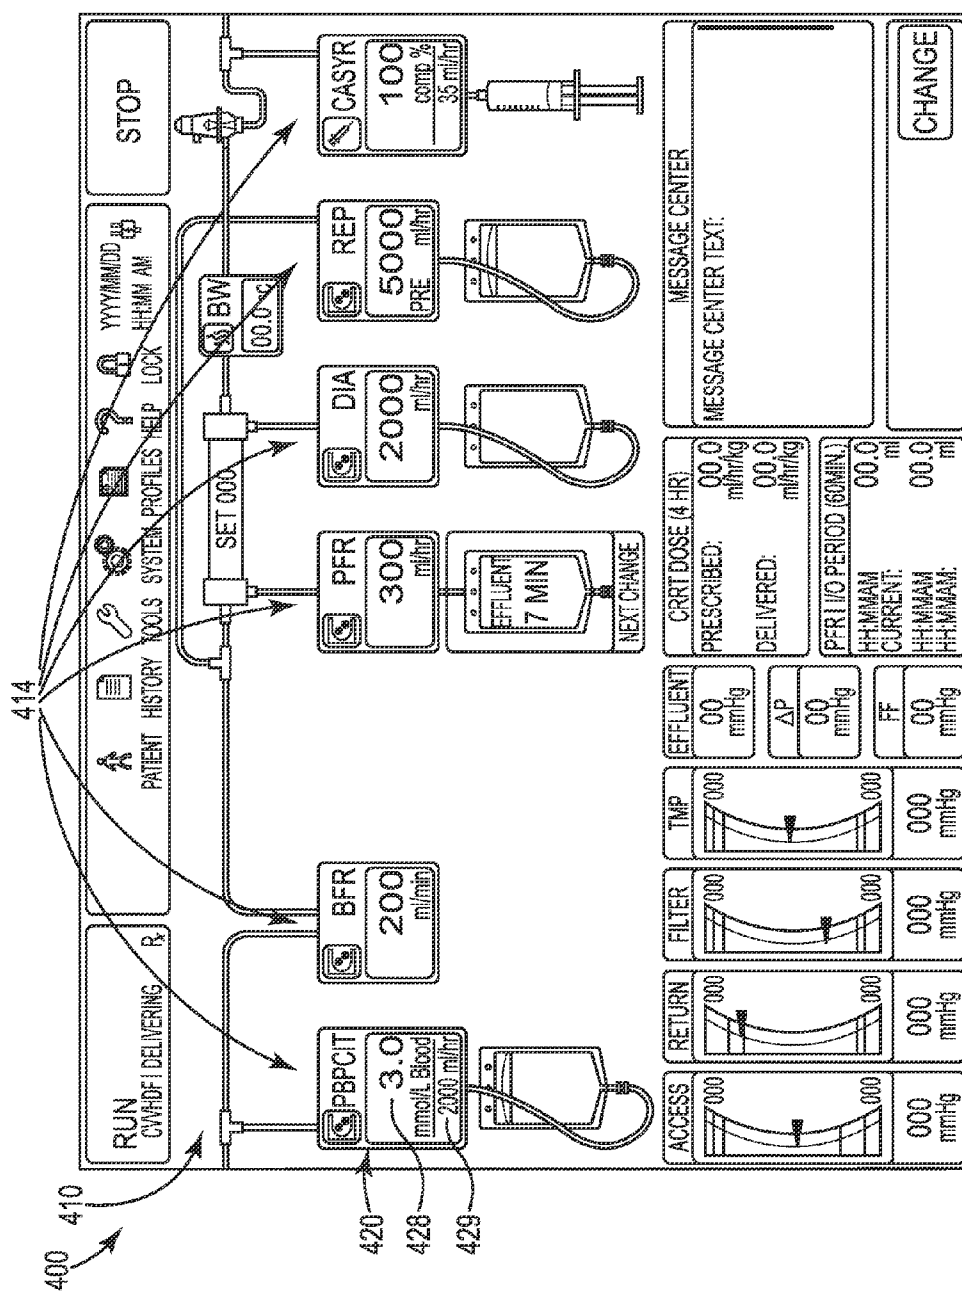 400
410
414
RUN
CVVHDF | DELIVERING Rx
PATIENT HISTORY TOOLS SYSTEM PROFILES HELP LOCK
YYYY/MM/DD
HH:MM AM
STOP
SET 000
BW
00.0 °C
420
428
429
PBPCIT
3.0
mmol/L Blood
2000 ml/hr
BFR
200
ml/min
PFR
300
ml/hr
EFFLUENT
7 MIN
NEXT CHANGE
DIA
2000
ml/hr
REP
5000
PRE ml/hr
CASYR
100
comp %
35 ml/hr
ACCESS
000 000
000
mmHg
RETURN
000 000
000
mmHg
FILTER
000 000
000
mmHg
TMP
000 000
000
mmHg
EFFLUENT
00
mmHg
ΔP
00
mmHg
FF
00
mmHg
CRRT DOSE (4 HR)
PRESCRIBED: 00.0
ml/hr/kg
DELIVERED: 00.0
ml/hr/kg
PFR I/O PERIOD (60MIN.)
HH:MMAM 00.0
CURRENT: ml
HH:MMAM 00.0
HH:MMAM: ml
MESSAGE CENTER
MESSAGE CENTER TEXT:
CHANGE